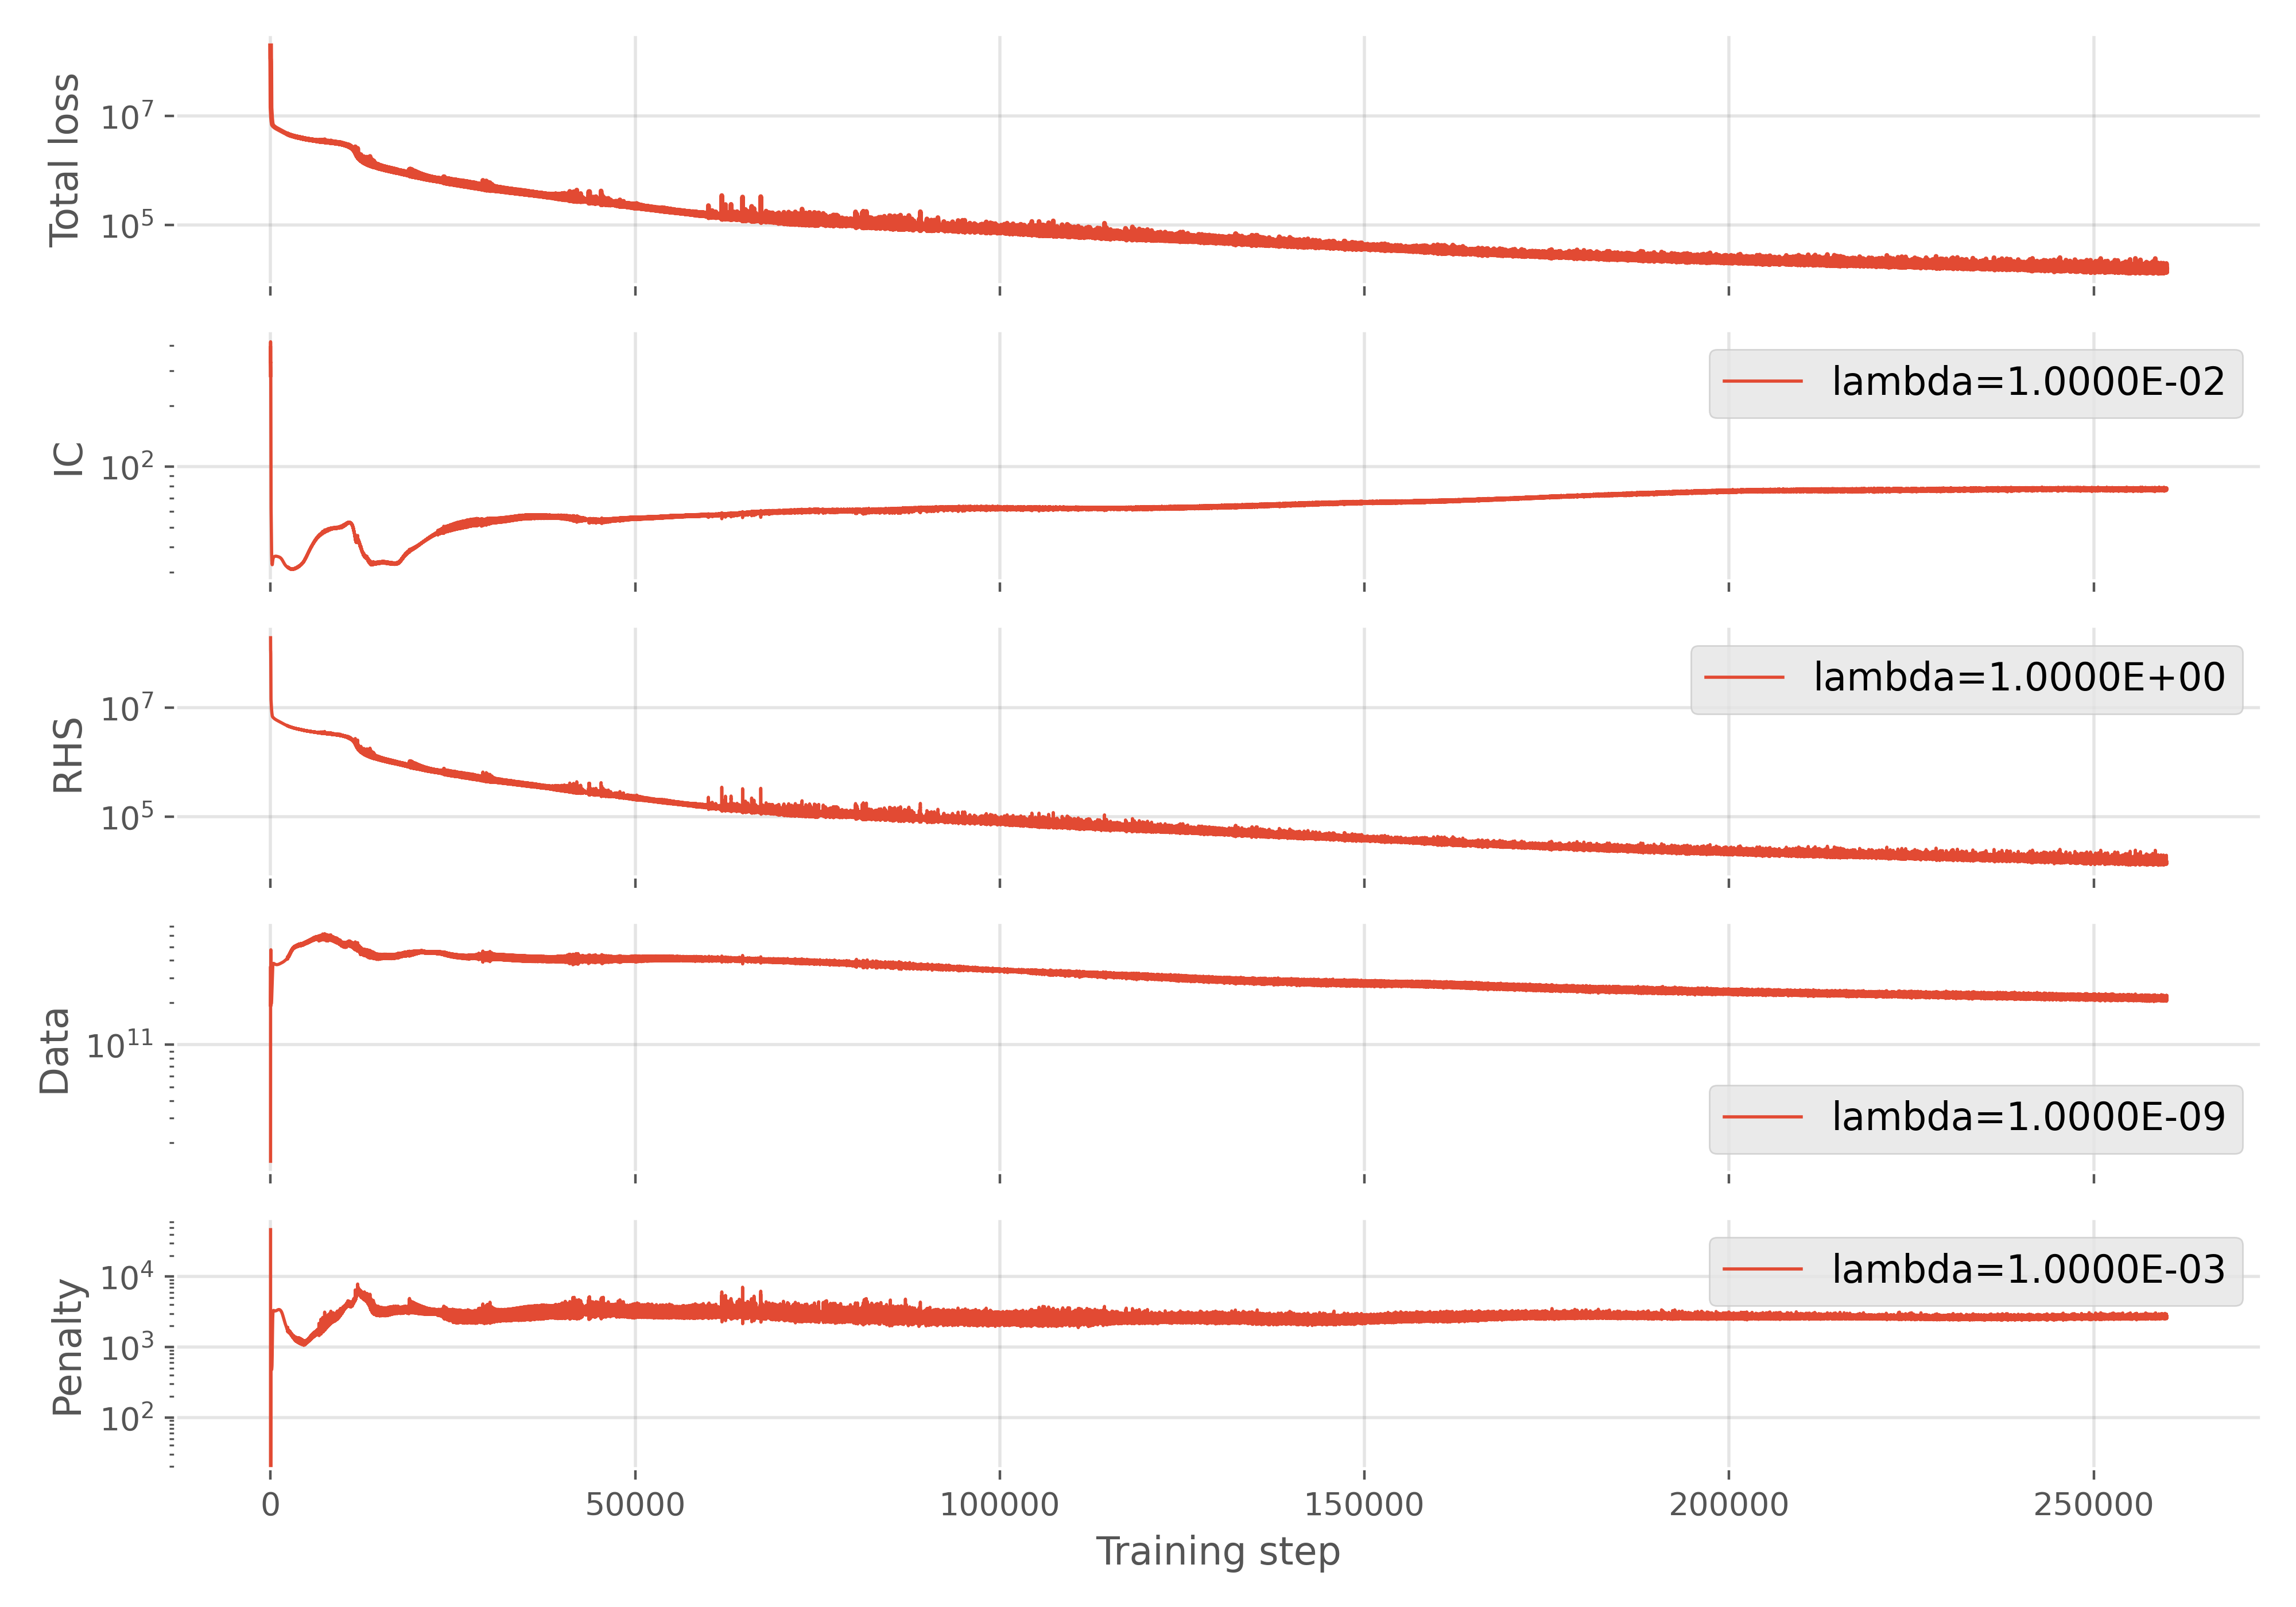 Total loss
10^7
10^5
IC
10^2
lambda=1.0000E-02
RHS
10^7
10^5
lambda=1.0000E+00
Data
10^11
lambda=1.0000E-09
Penalty
10^4
10^3
10^2
lambda=1.0000E-03
0 50000 100000 150000 200000 250000
Training step